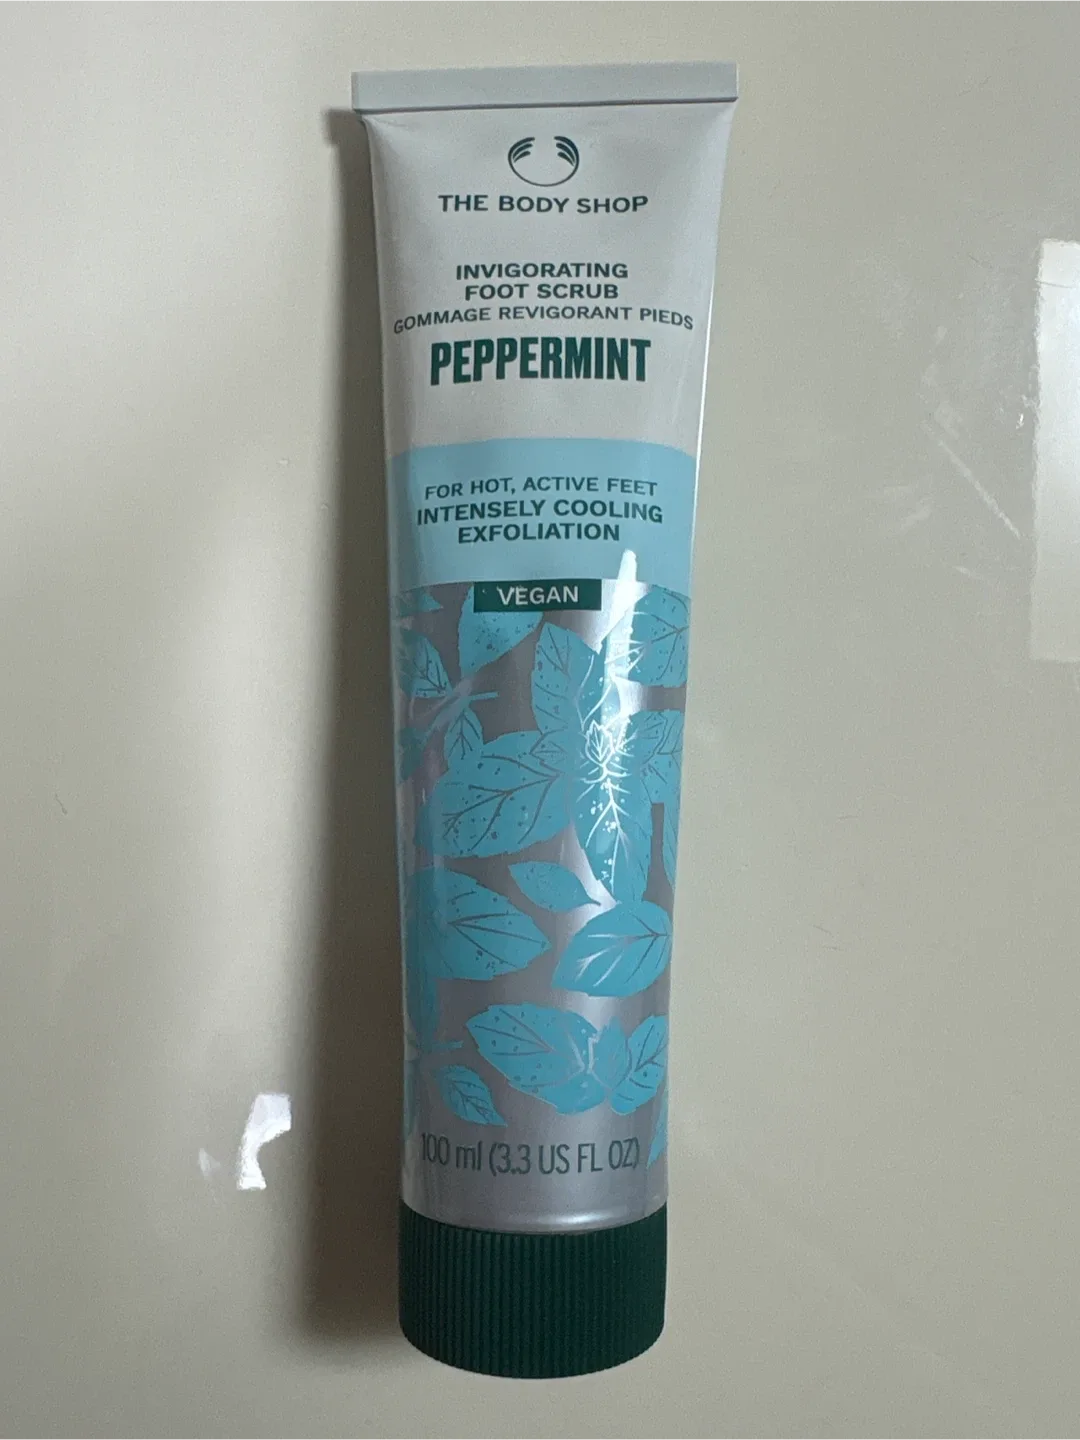 THE BODY SHOP
INVIGORATING
FOOT SCRUB
GOMMAGE REVIGORANT PIEDS
PEPPERMINT
FOR HOT, ACTIVE FEET
INTENSELY COOLING
EXFOLIATION
VEGAN
100 ml (3.3 US FL OZ)